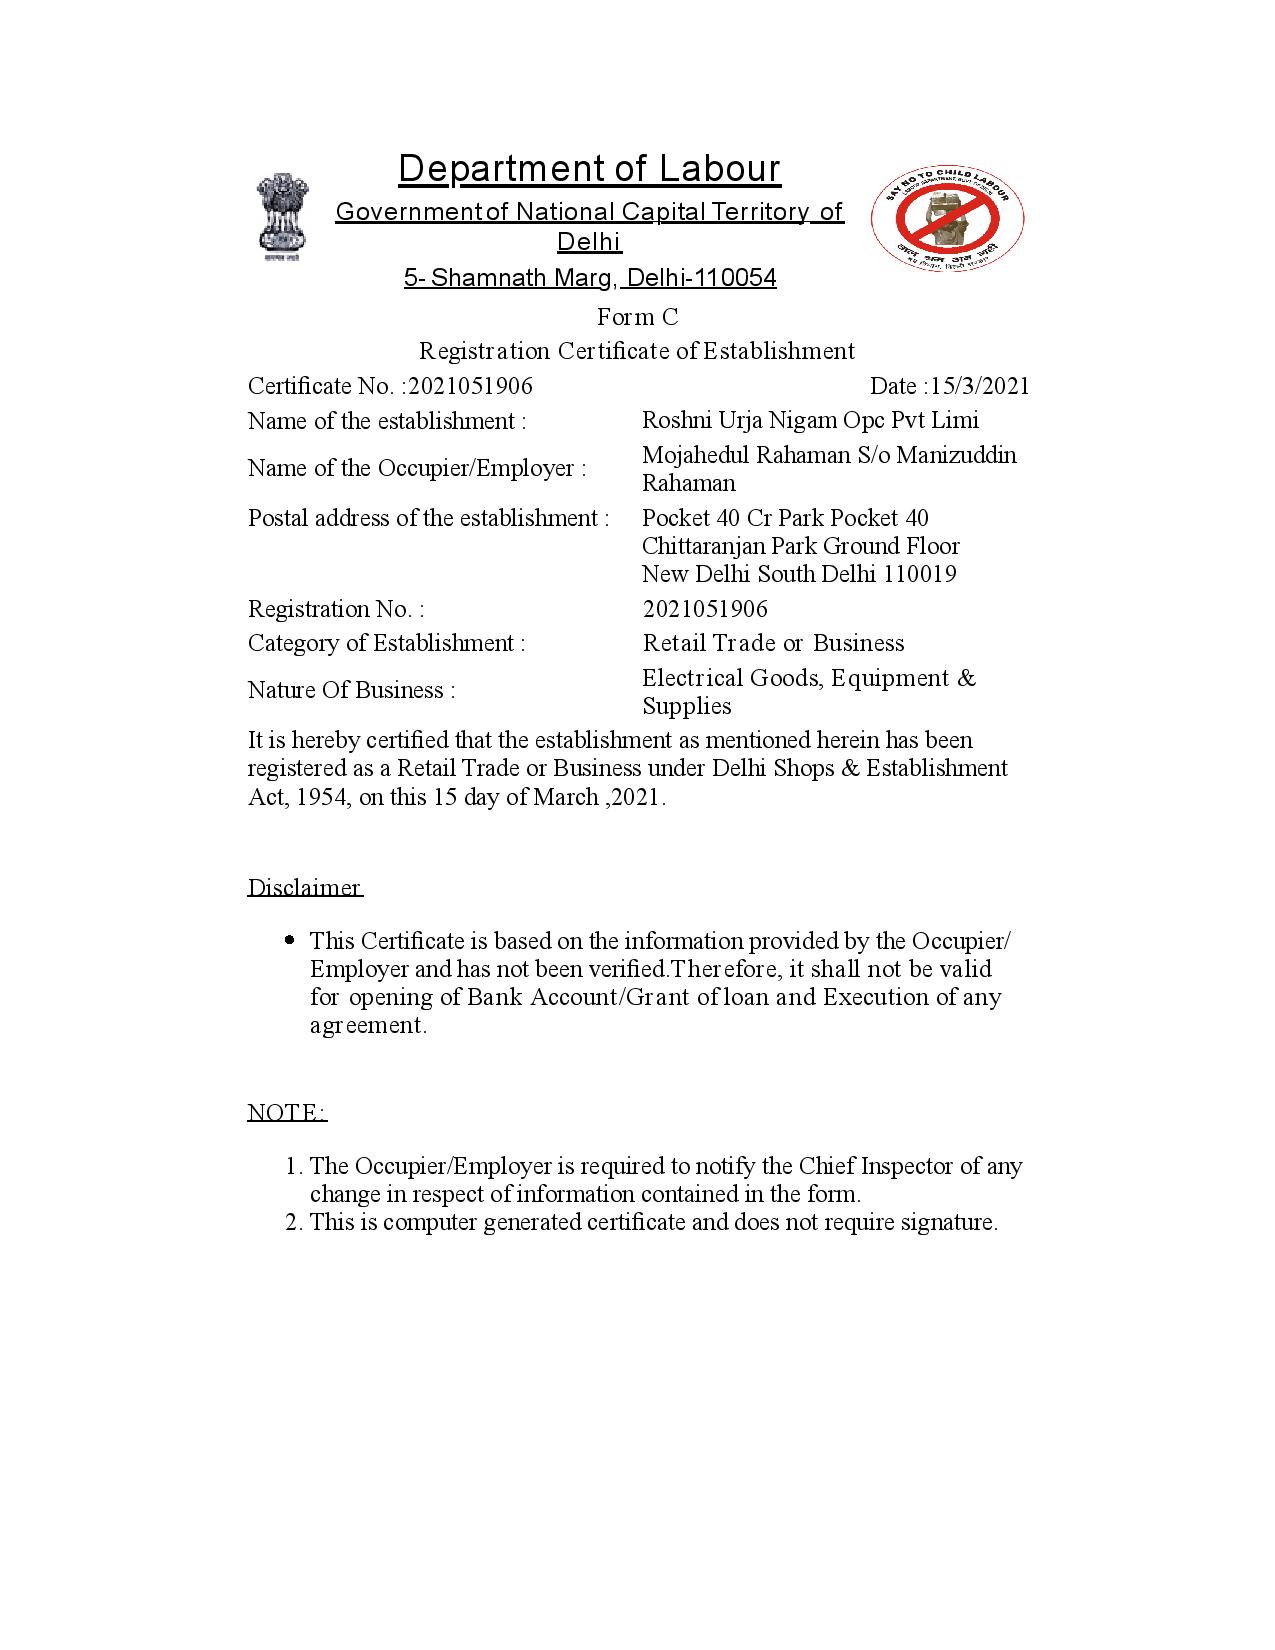 Department of Labour
Government of National Capital Territory of
Delhi
5- Shamnath Marg, Delhi-110054
SAY NO TO CHILD LABOUR
Form C
Registration Certificate of Establishment
Certificate No. :2021051906 Date :15/3/2021
Name of the establishment : Roshni Urja Nigam Opc Pvt Limi
Name of the Occupier/Employer : Mojahedul Rahaman S/o Manizuddin
Rahaman
Postal address of the establishment : Pocket 40 Cr Park Pocket 40
Chittaranjan Park Ground Floor
New Delhi South Delhi 110019
Registration No. : 2021051906
Category of Establishment : Retail Trade or Business
Nature Of Business : Electrical Goods, Equipment &
Supplies
It is hereby certified that the establishment as mentioned herein has been
registered as a Retail Trade or Business under Delhi Shops & Establishment
Act, 1954, on this 15 day of March ,2021.
Disclaimer
• This Certificate is based on the information provided by the Occupier/
Employer and has not been verified.Therefore, it shall not be valid
for opening of Bank Account/Grant of loan and Execution of any
agreement.
NOTE:
1. The Occupier/Employer is required to notify the Chief Inspector of any
change in respect of information contained in the form.
2. This is computer generated certificate and does not require signature.